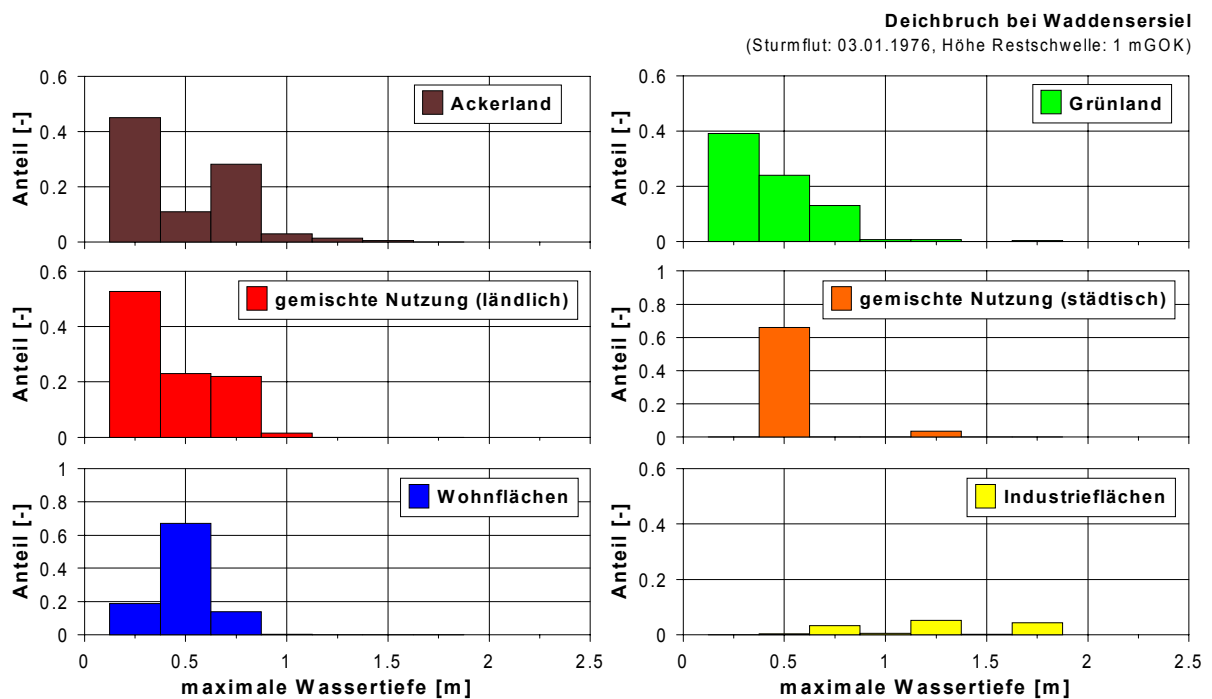 Deichbruch bei Waddensersiel
(Sturmflut: 03.01.1976, Höhe Restschwelle: 1 mGOK)
Anteil [-]
0.6
0.4
0.2
0
Ackerland
Anteil [-]
0.6
0.4
0.2
0
Grünland
Anteil [-]
0.6
0.4
0.2
0
gemischte Nutzung (ländlich)
Anteil [-]
1
0.8
0.6
0.4
0.2
0
gemischte Nutzung (städtisch)
Anteil [-]
1
0.8
0.6
0.4
0.2
0
Wohnflächen
0 0.5 1 1.5 2 2.5
maximale Wassertiefe [m]
Anteil [-]
0.6
0.4
0.2
0
Industrieflächen
0 0.5 1 1.5 2 2.5
maximale Wassertiefe [m]